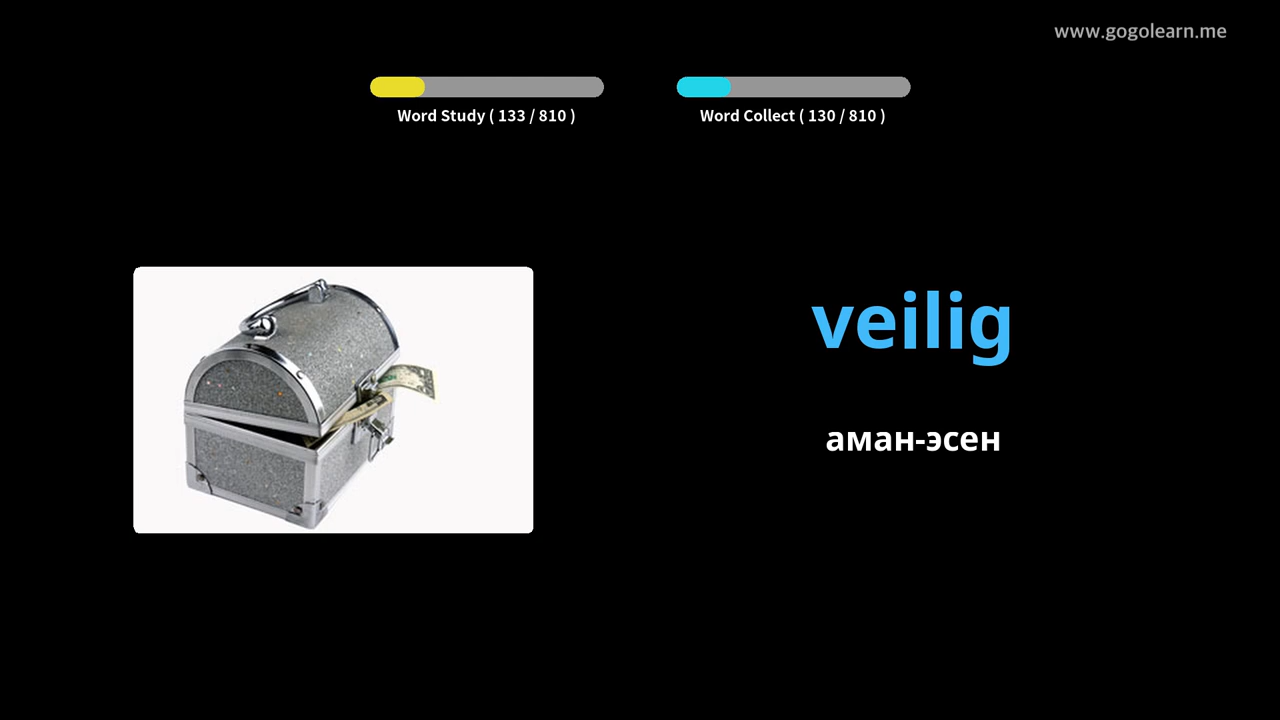 www.gogolearn.me
Word Study ( 133 / 810 )
Word Collect ( 130 / 810 )
veilig
аман-эсен